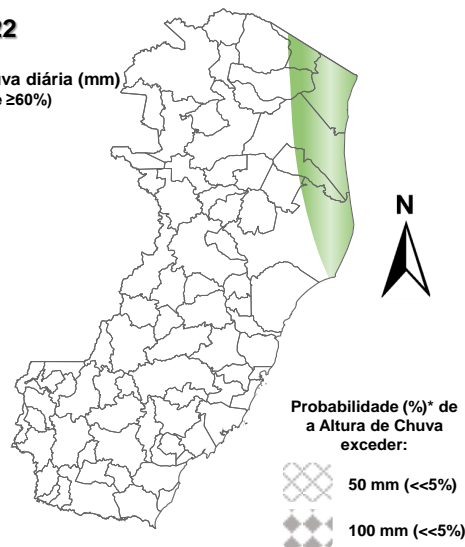 22
uva diária (mm)
e ≥60%)
N
Probabilidade (%)* de
a Altura de Chuva
exceder:
50 mm (<<5%)
100 mm (<<5%)